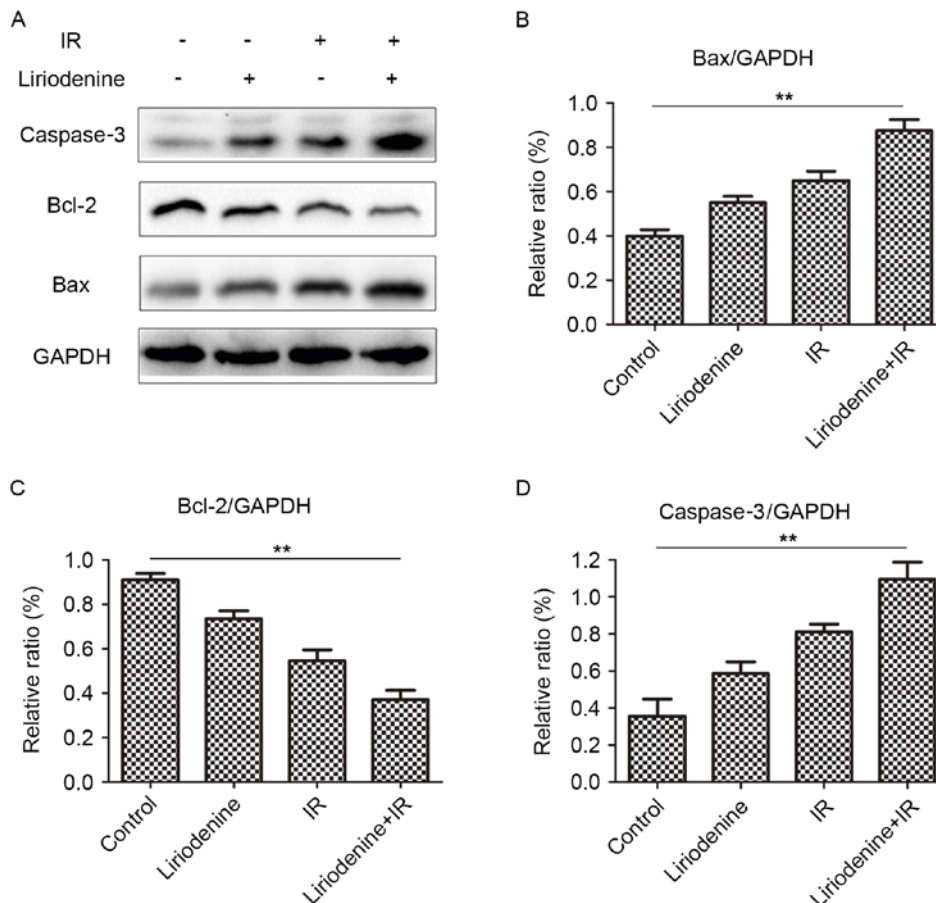 A
IR - - + +
Liriodenine - + - +
Caspase-3
Bcl-2
Bax
GAPDH
B
Bax/GAPDH
**
Relative ratio (%)
1.0
0.8
0.6
0.4
0.2
0.0
Control
Liriodenine
IR
Liriodenine+IR
C
Bcl-2/GAPDH
**
Relative ratio (%)
1.0
0.8
0.6
0.4
0.2
0.0
Control
Liriodenine
IR
Liriodenine+IR
D
Caspase-3/GAPDH
**
Relative ratio (%)
1.2
1.0
0.8
0.6
0.4
0.2
0.0
Control
Liriodenine
IR
Liriodenine+IR